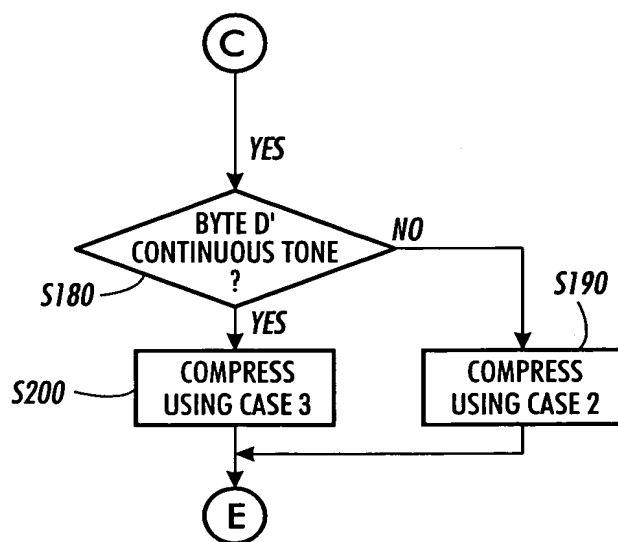 C
YES
BYTE D'
CONTINUOUS TONE
?
NO
S180
S190
YES
COMPRESS
USING CASE 3
S200
COMPRESS
USING CASE 2
E